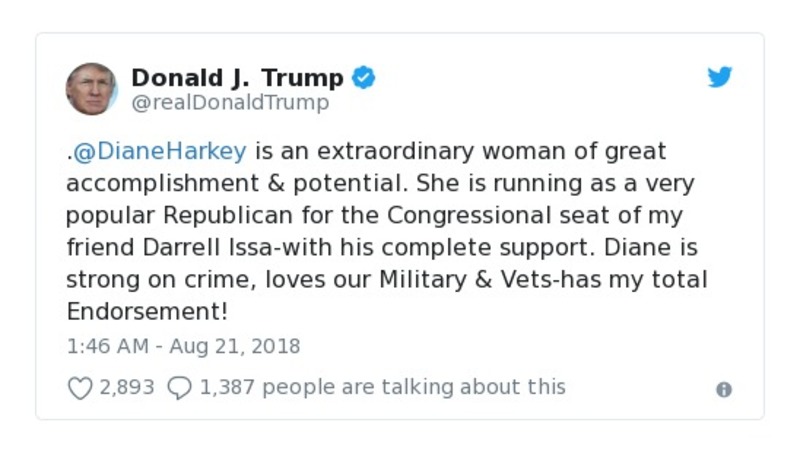 Donald J. Trump
@realDonaldTrump
.@DianeHarkey is an extraordinary woman of great
accomplishment & potential. She is running as a very
popular Republican for the Congressional seat of my
friend Darrell Issa-with his complete support. Diane is
strong on crime, loves our Military & Vets-has my total
Endorsement!
1:46 AM - Aug 21, 2018
2,893 1,387 people are talking about this